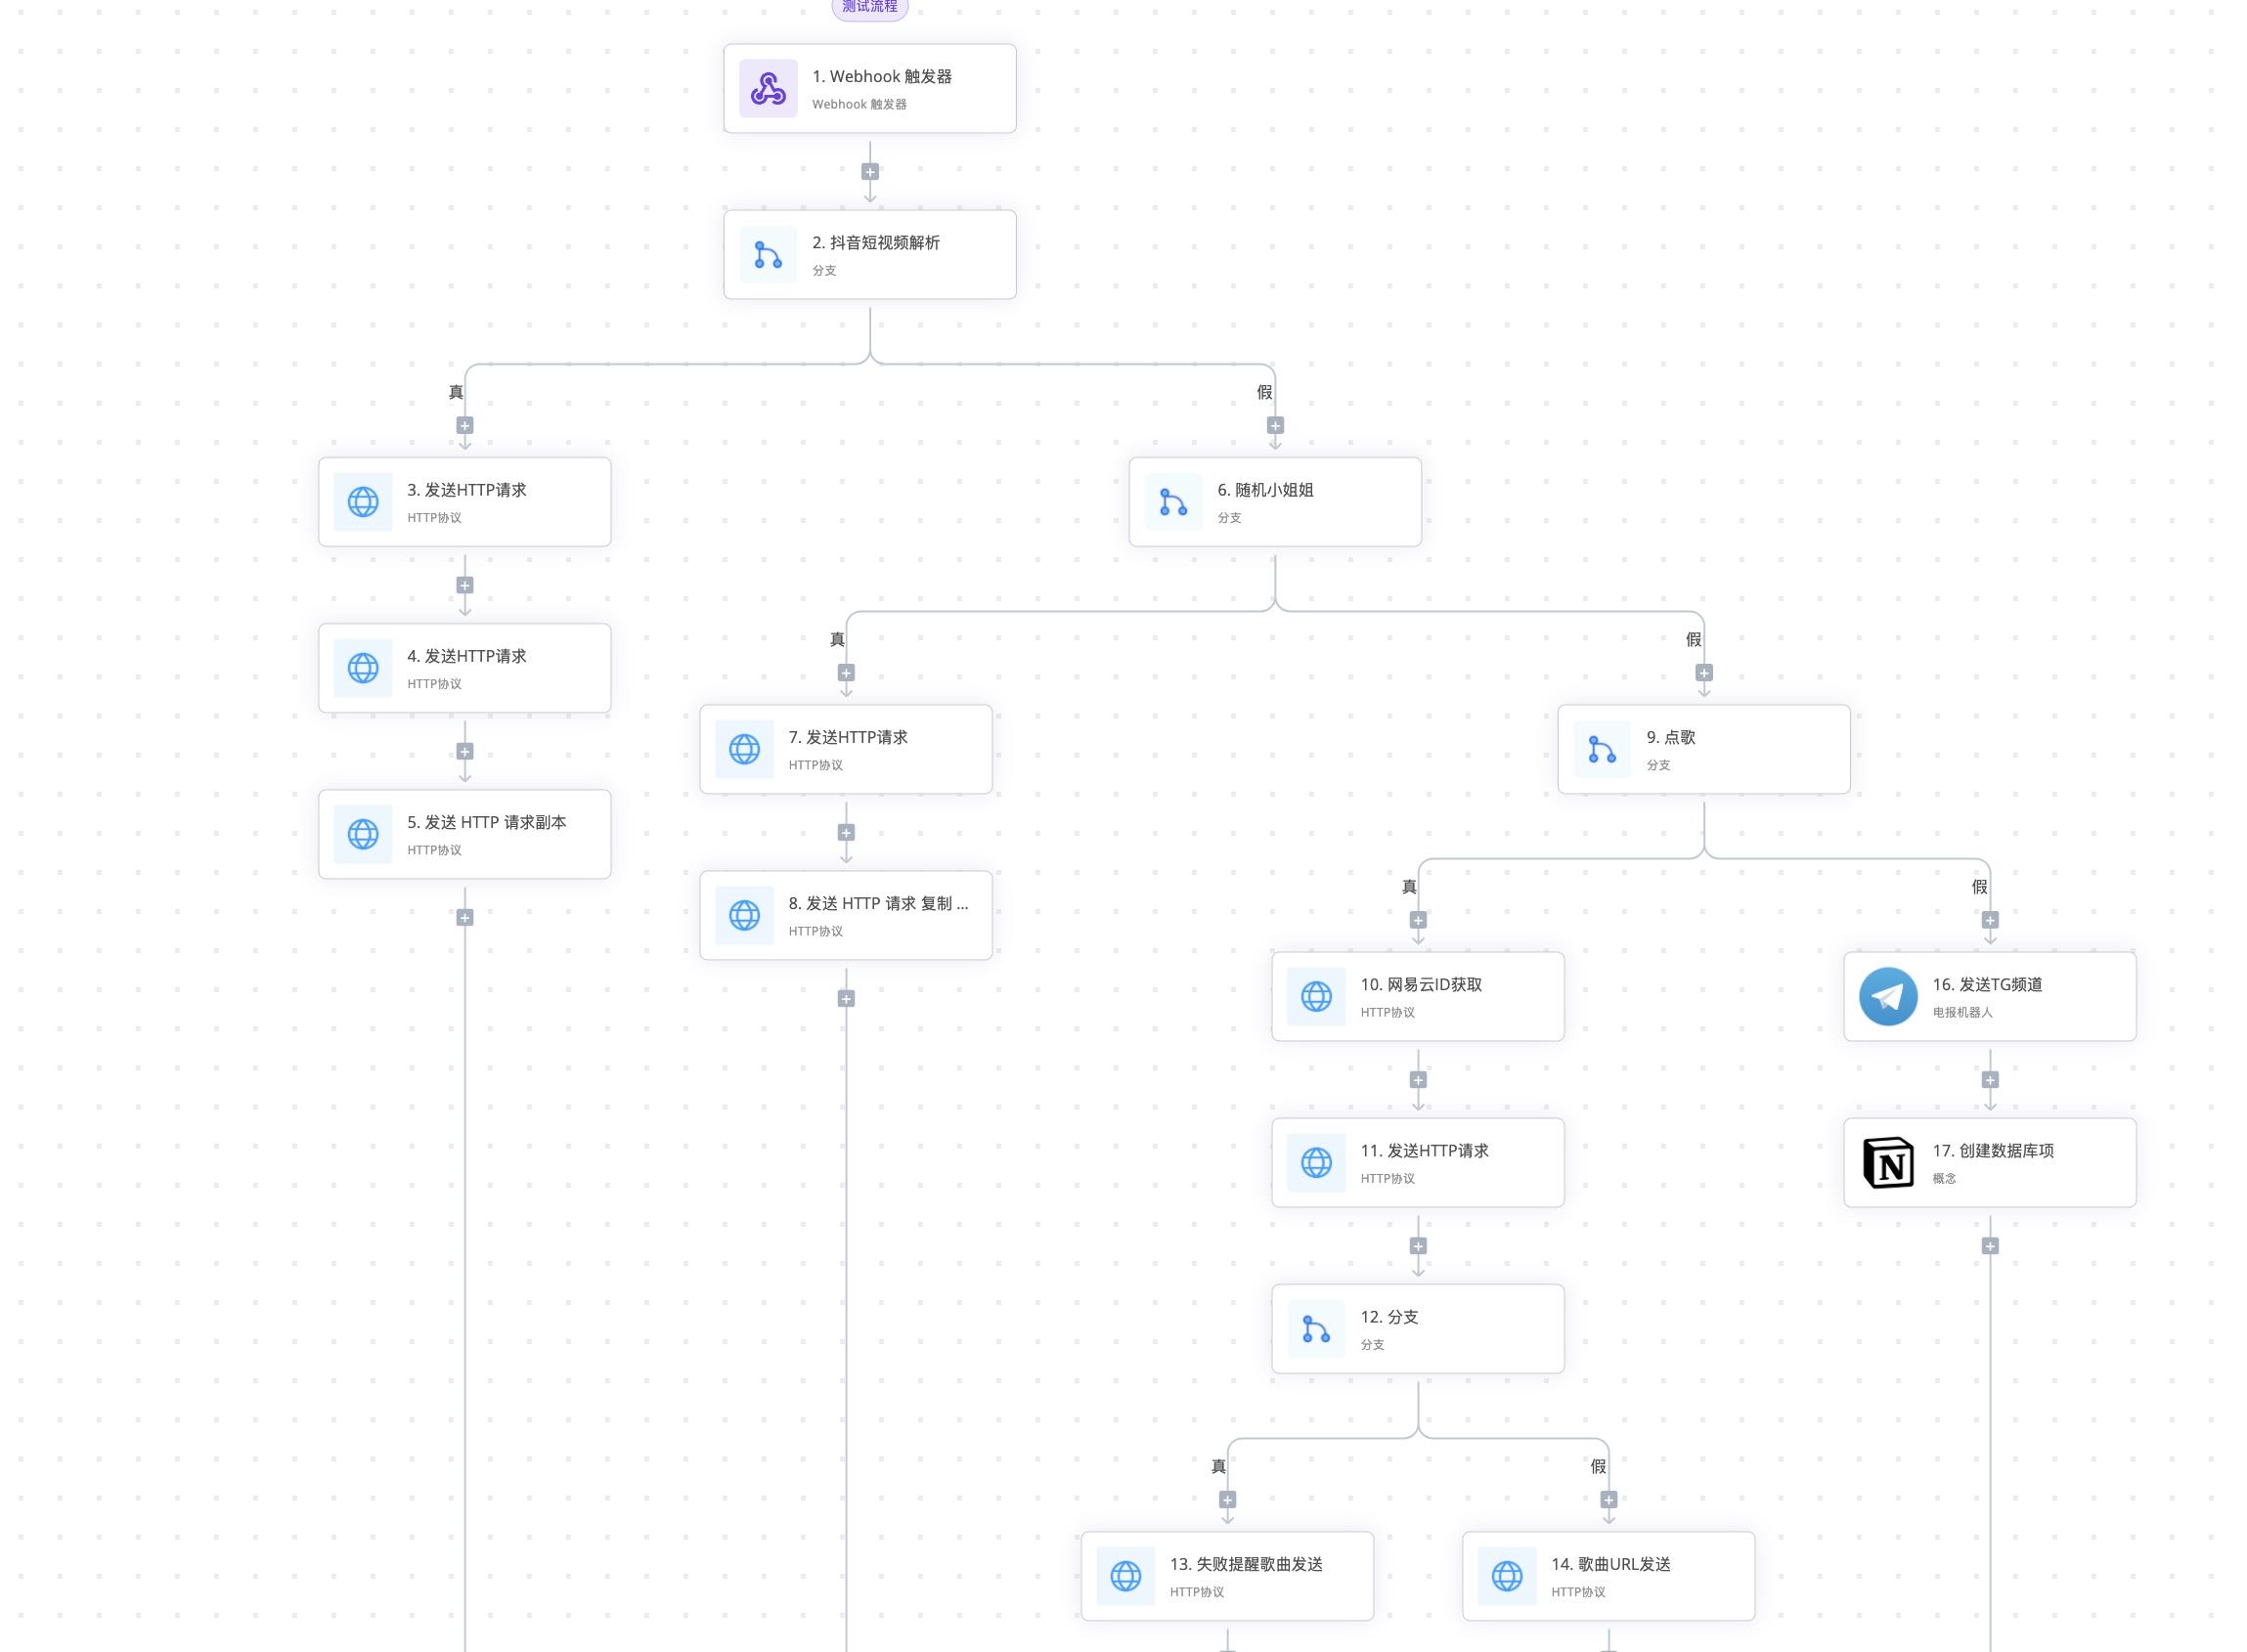 测试流程
1. Webhook 触发器
Webhook 触发器
2. 抖音短视频解析
分支
真
假
3. 发送HTTP请求
HTTP协议
6. 随机小姐姐
分支
真
假
4. 发送HTTP请求
HTTP协议
7. 发送HTTP请求
HTTP协议
9. 点歌
分支
5. 发送 HTTP 请求副本
HTTP协议
真
假
8. 发送 HTTP 请求 复制 ...
HTTP协议
10. 网易云ID获取
HTTP协议
16. 发送TG频道
电报机器人
11. 发送HTTP请求
HTTP协议
17. 创建数据库项
概念
12. 分支
分支
真
假
13. 失败提醒歌曲发送
HTTP协议
14. 歌曲URL发送
HTTP协议